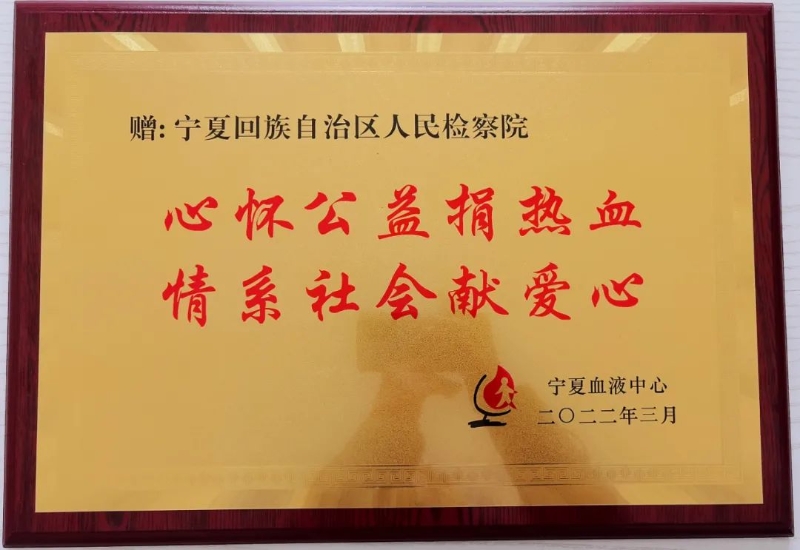 赠:宁夏回族自治区人民检察院
心怀公益捐热血
情系社会献爱心
宁夏血液中心
二〇二二年三月